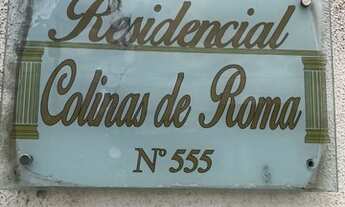 Residencial
Colinas de Roma
Nº 555